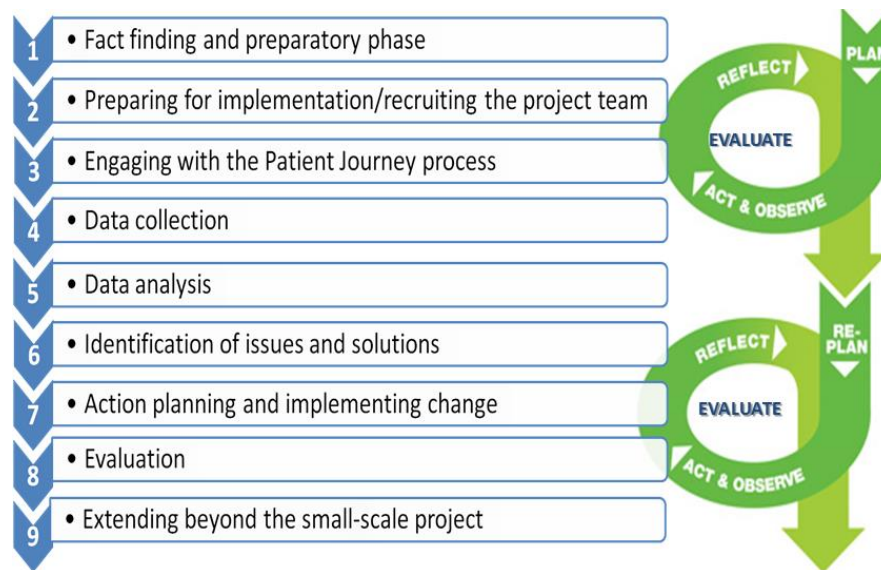 1 • Fact finding and preparatory phase
2 • Preparing for implementation/recruiting the project team
3 • Engaging with the Patient Journey process
4 • Data collection
5 • Data analysis
6 • Identification of issues and solutions
7 • Action planning and implementing change
8 • Evaluation
9 • Extending beyond the small-scale project
PLAN
REFLECT
EVALUATE
ACT & OBSERVE
RE-
PLAN
REFLECT
EVALUATE
ACT & OBSERVE